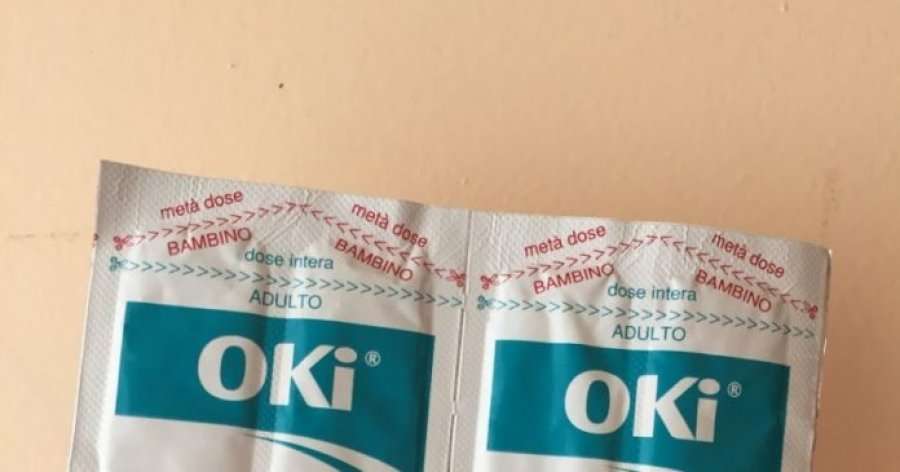 metà dose metà dose
BAMBINO BAMBINO
dose intera
ADULTO
OKi®
metà dose metà dose
BAMBINO BAMBINO
dose intera
ADULTO
OKi®